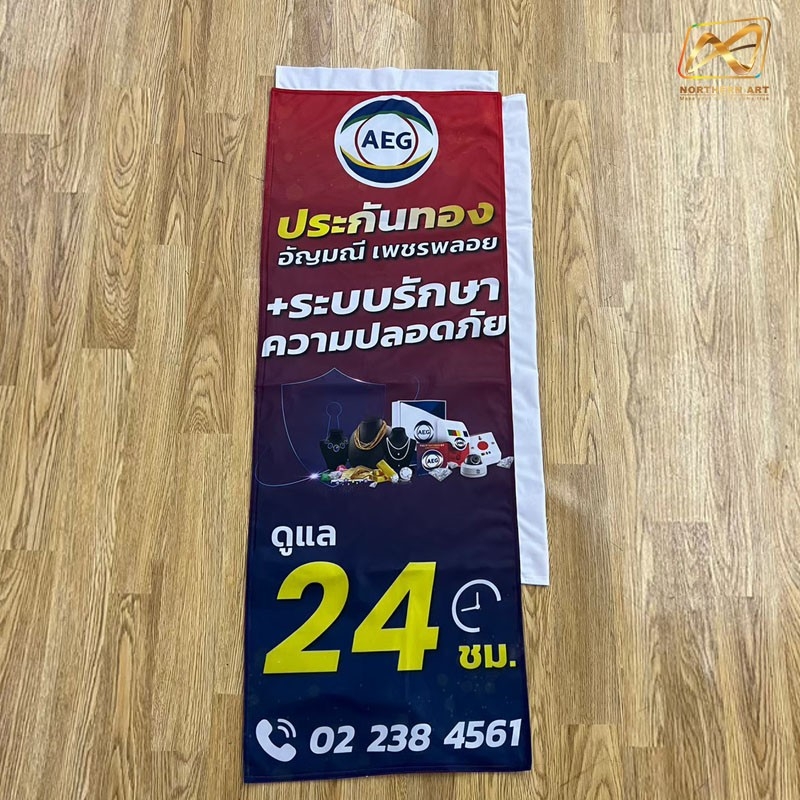 NORTHERN ART
AEG
ประกันทอง
อัญมณี เพชรพลอย
+ระบบรักษา
ความปลอดภัย
AEG
AEG
ดูแล
24
ชม.
02 238 4561